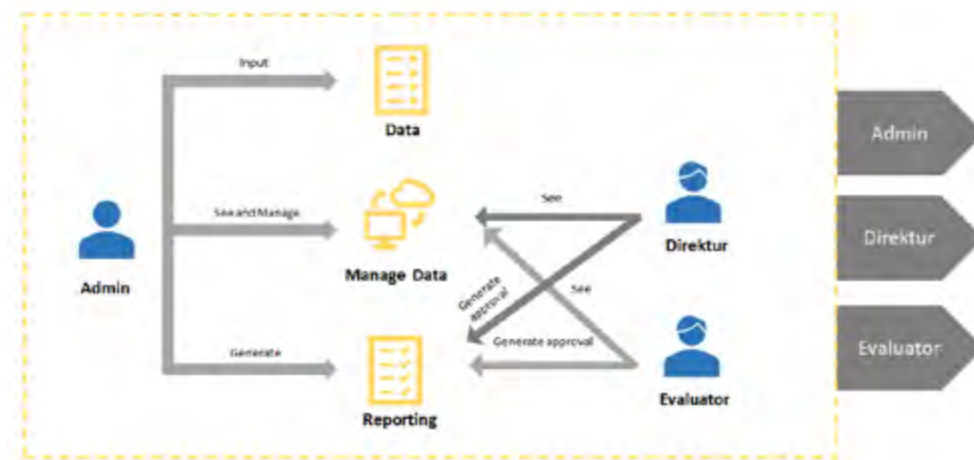 Input
Data
Admin
See and Manage
See
Direktur
Direktur
Manage Data
Admin
Generate
approval
See
Generate
Generate approval
Evaluator
Reporting
Evaluator